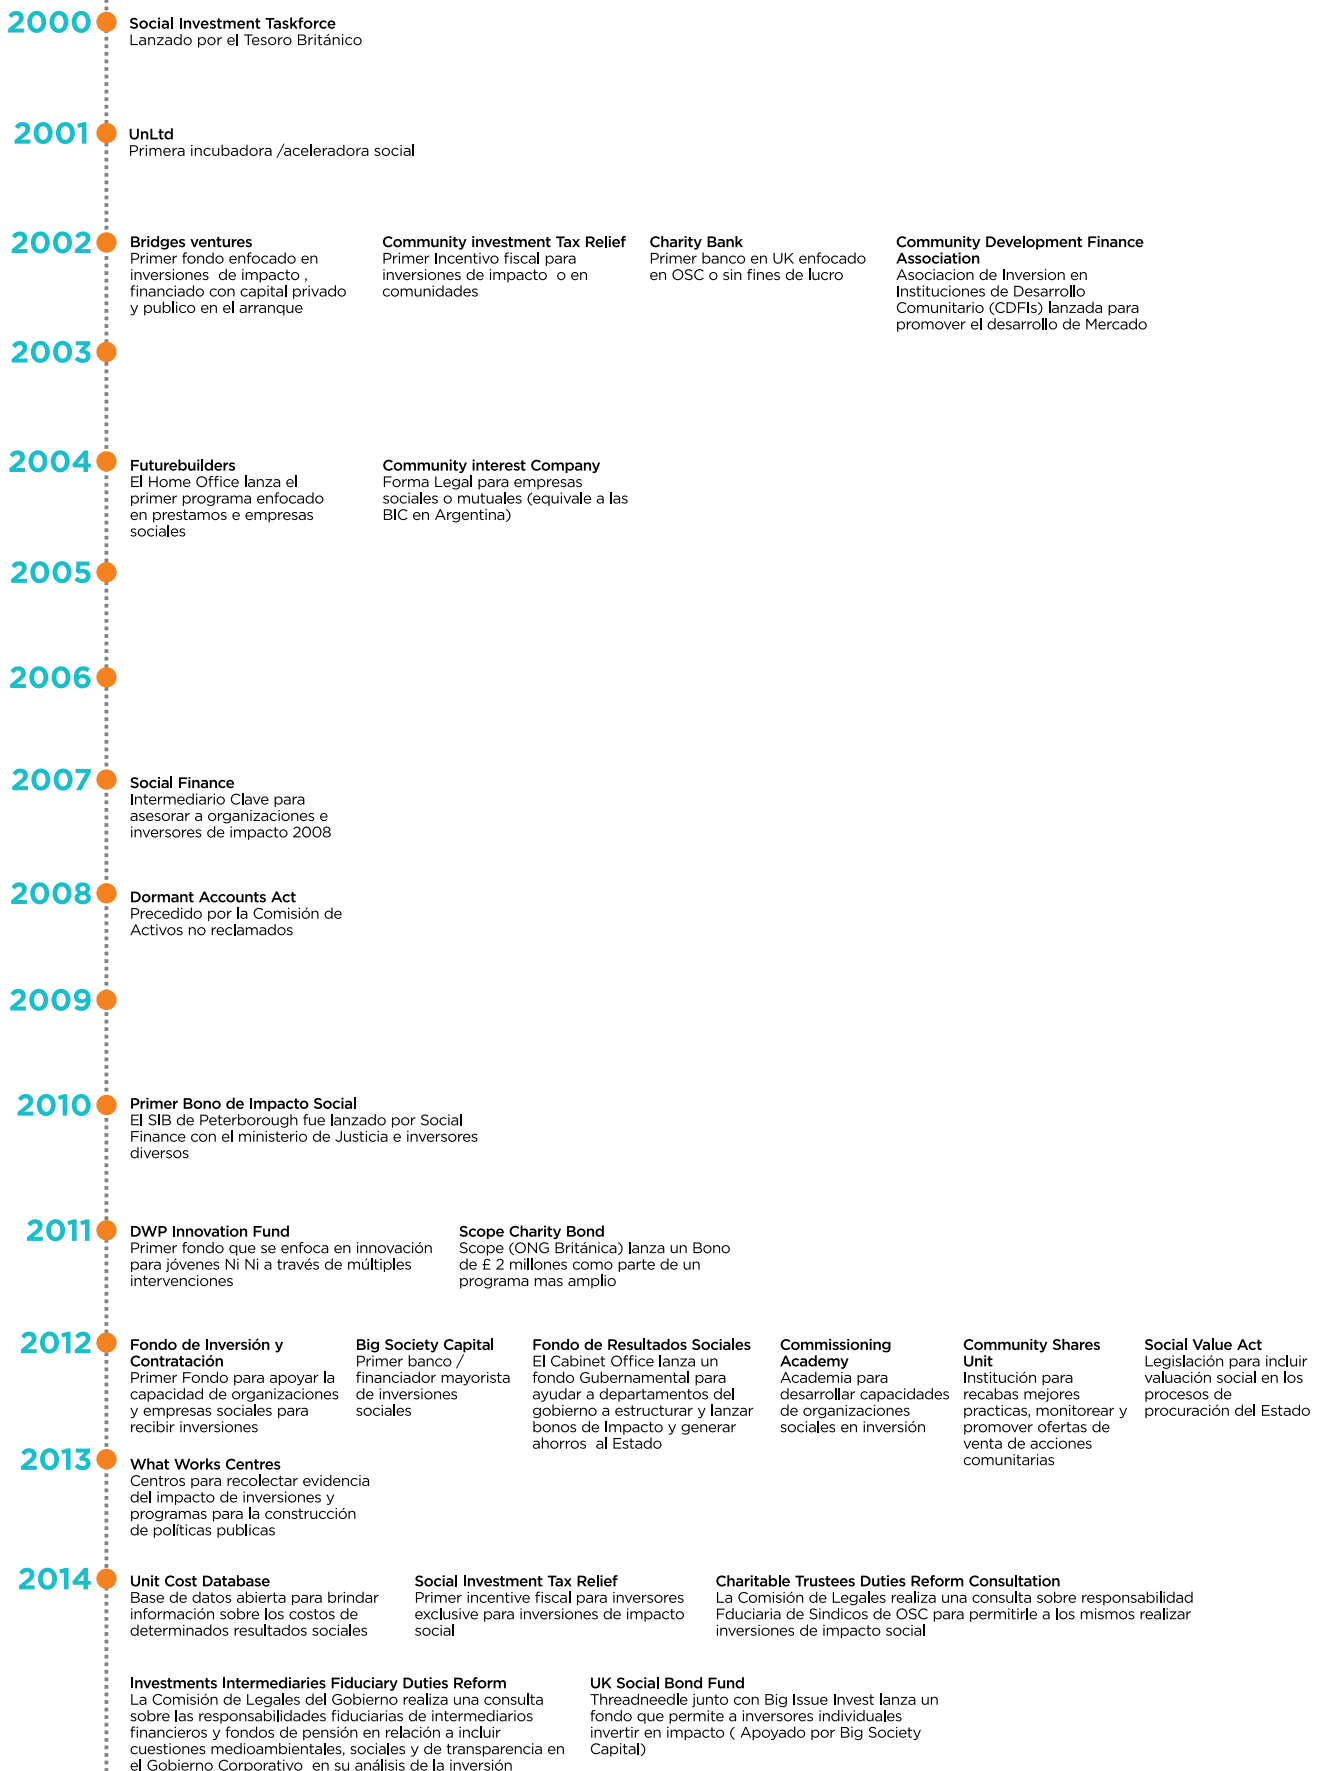 2000
Social Investment Taskforce
Lanzado por el Tesoro Británico
2001
UnLtd
Primera incubadora /aceleradora social
2002
Bridges ventures
Primer fondo enfocado en
inversiones de impacto ,
financiado con capital privado
y publico en el arranque
Community investment Tax Relief
Primer Incentivo fiscal para
inversiones de impacto o en
comunidades
Charity Bank
Primer banco en UK enfocado
en OSC o sin fines de lucro
Community Development Finance
Association
Asociacion de Inversion en
Instituciones de Desarrollo
Comunitario (CDFIs) lanzada para
promover el desarrollo de Mercado
2003
2004
Futurebuilders
El Home Office lanza el
primer programa enfocado
en prestamos e empresas
sociales
Community interest Company
Forma Legal para empresas
sociales o mutuales (equivale a las
BIC en Argentina)
2005
2006
2007
Social Finance
Intermediario Clave para
asesorar a organizaciones e
inversores de impacto 2008
2008
Dormant Accounts Act
Precedido por la Comisión de
Activos no reclamados
2009
2010
Primer Bono de Impacto Social
El SIB de Peterborough fue lanzado por Social
Finance con el ministerio de Justicia e inversores
diversos
2011
DWP Innovation Fund
Primer fondo que se enfoca en innovación
para jóvenes Ni Ni a través de múltiples
intervenciones
Scope Charity Bond
Scope (ONG Británica) lanza un Bono
de £ 2 millones como parte de un
programa mas amplio
2012
Fondo de Inversión y
Contratación
Primer Fondo para apoyar la
capacidad de organizaciones
y empresas sociales para
recibir inversiones
Big Society Capital
Primer banco /
financiador mayorista
de inversiones
sociales
Fondo de Resultados Sociales
El Cabinet Office lanza un
fondo Gubernamental para
ayudar a departamentos del
gobierno a estructurar y lanzar
bonos de Impacto y generar
ahorros al Estado
Commissioning
Academy
Academia para
desarrollar capacidades
de organizaciones
sociales en inversión
Community Shares
Unit
Institución para
recabas mejores
practicas, monitorear y
promover ofertas de
venta de acciones
comunitarias
Social Value Act
Legislación para incluir
valuación social en los
procesos de
procuración del Estado
2013
What Works Centres
Centros para recolectar evidencia
del impacto de inversiones y
programas para la construcción
de políticas publicas
2014
Unit Cost Database
Base de datos abierta para brindar
información sobre los costos de
determinados resultados sociales
Social Investment Tax Relief
Primer incentive fiscal para inversores
exclusive para inversiones de impacto
social
Charitable Trustees Duties Reform Consultation
La Comisión de Legales realiza una consulta sobre responsabilidad
Fduciaria de Sindicos de OSC para permitirle a los mismos realizar
inversiones de impacto social
Investments Intermediaries Fiduciary Duties Reform
La Comisión de Legales del Gobierno realiza una consulta
sobre las responsabilidades fiduciarias de intermediarios
financieros y fondos de pensión en relación a incluir
cuestiones medioambientales, sociales y de transparencia en
el Gobierno Corporativo en su análisis de la inversión
UK Social Bond Fund
Threadneedle junto con Big Issue Invest lanza un
fondo que permite a inversores individuales
invertir en impacto ( Apoyado por Big Society
Capital)